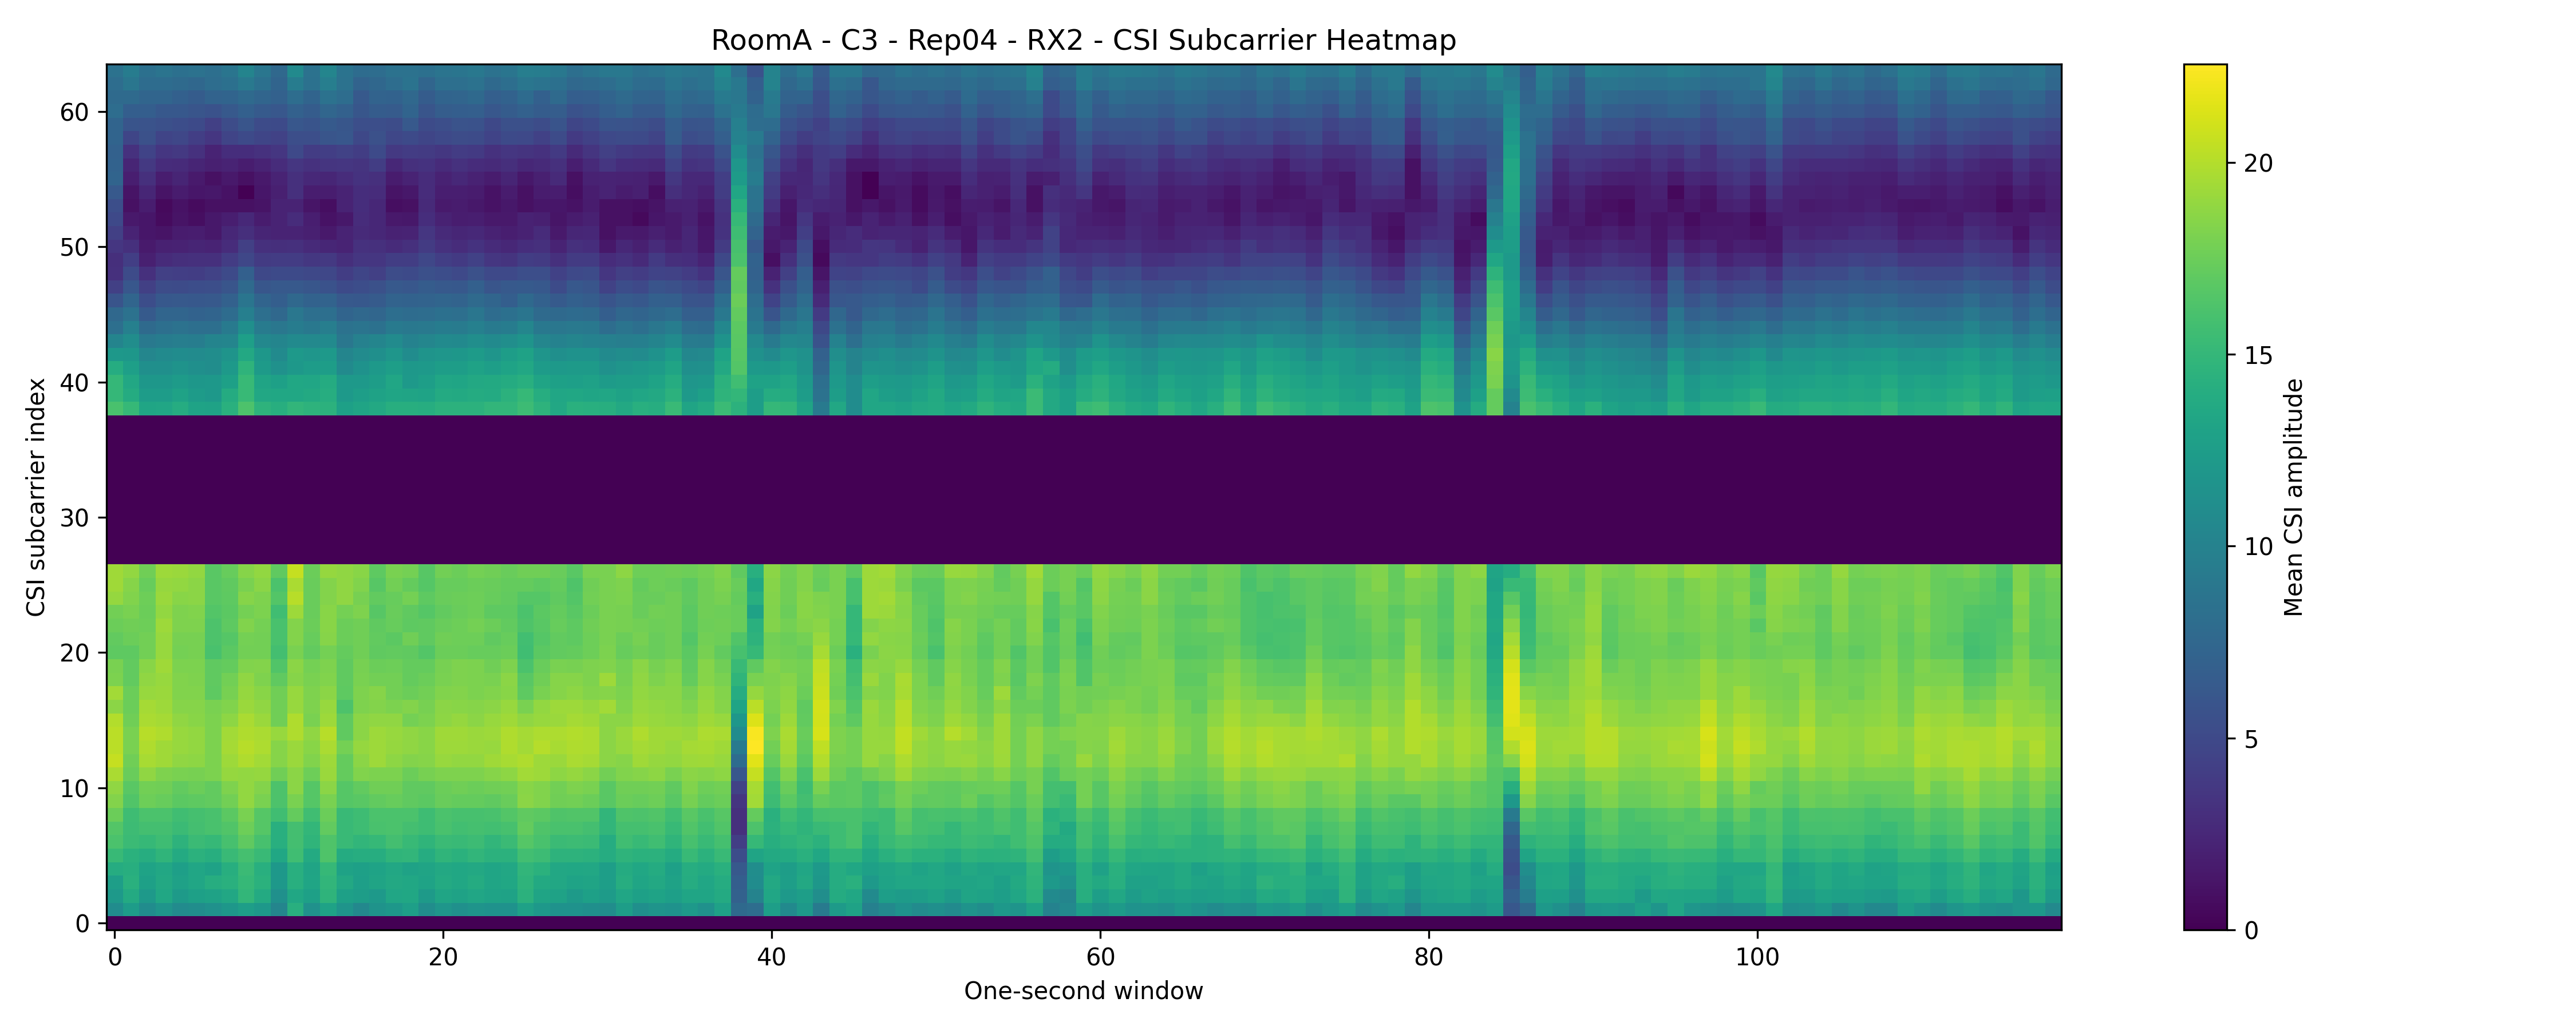 RoomA - C3 - Rep04 - RX2 - CSI Subcarrier Heatmap
CSI subcarrier index
60
50
40
30
20
10
0
0 20 40 60 80 100
One-second window
20
15
10
5
0
Mean CSI amplitude